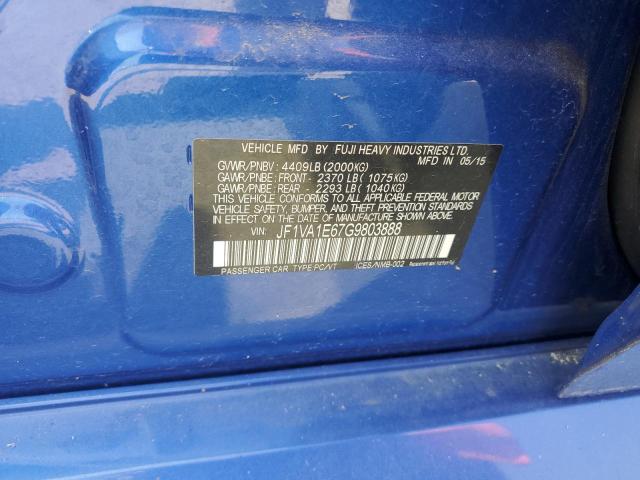 VEHICLE MFD BY FUJI HEAVY INDUSTRIES LTD.
MFD IN 05/15
GVWR/PNBV: 4409LB(2000KG)
GAWR/PNBE: FRONT - 2370 LB(1075KG)
GAWR/PNBE: REAR - 2293 LB(1040KG)
THIS VEHICLE CONFORMS TO ALL APPLICABLE FEDERAL MOTOR
VEHICLE SAFETY, BUMPER, AND THEFT PREVENTION STANDARDS
IN EFFECT ON THE DATE OF MANUFACTURE SHOWN ABOVE.
VIN: JF1VA1E67G9803888
PASSENGER CAR TYPE PC/VT ICES/NMB-002 Replacement label